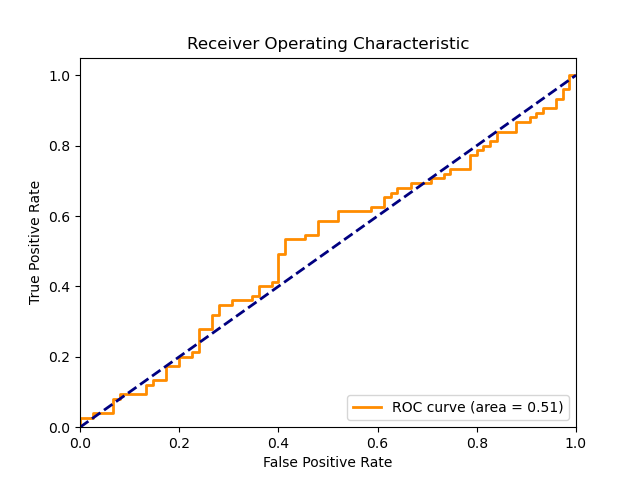 Receiver Operating Characteristic
True Positive Rate
1.0
0.8
0.6
0.4
0.2
0.0
ROC curve (area = 0.51)
0.0 0.2 0.4 0.6 0.8 1.0
False Positive Rate